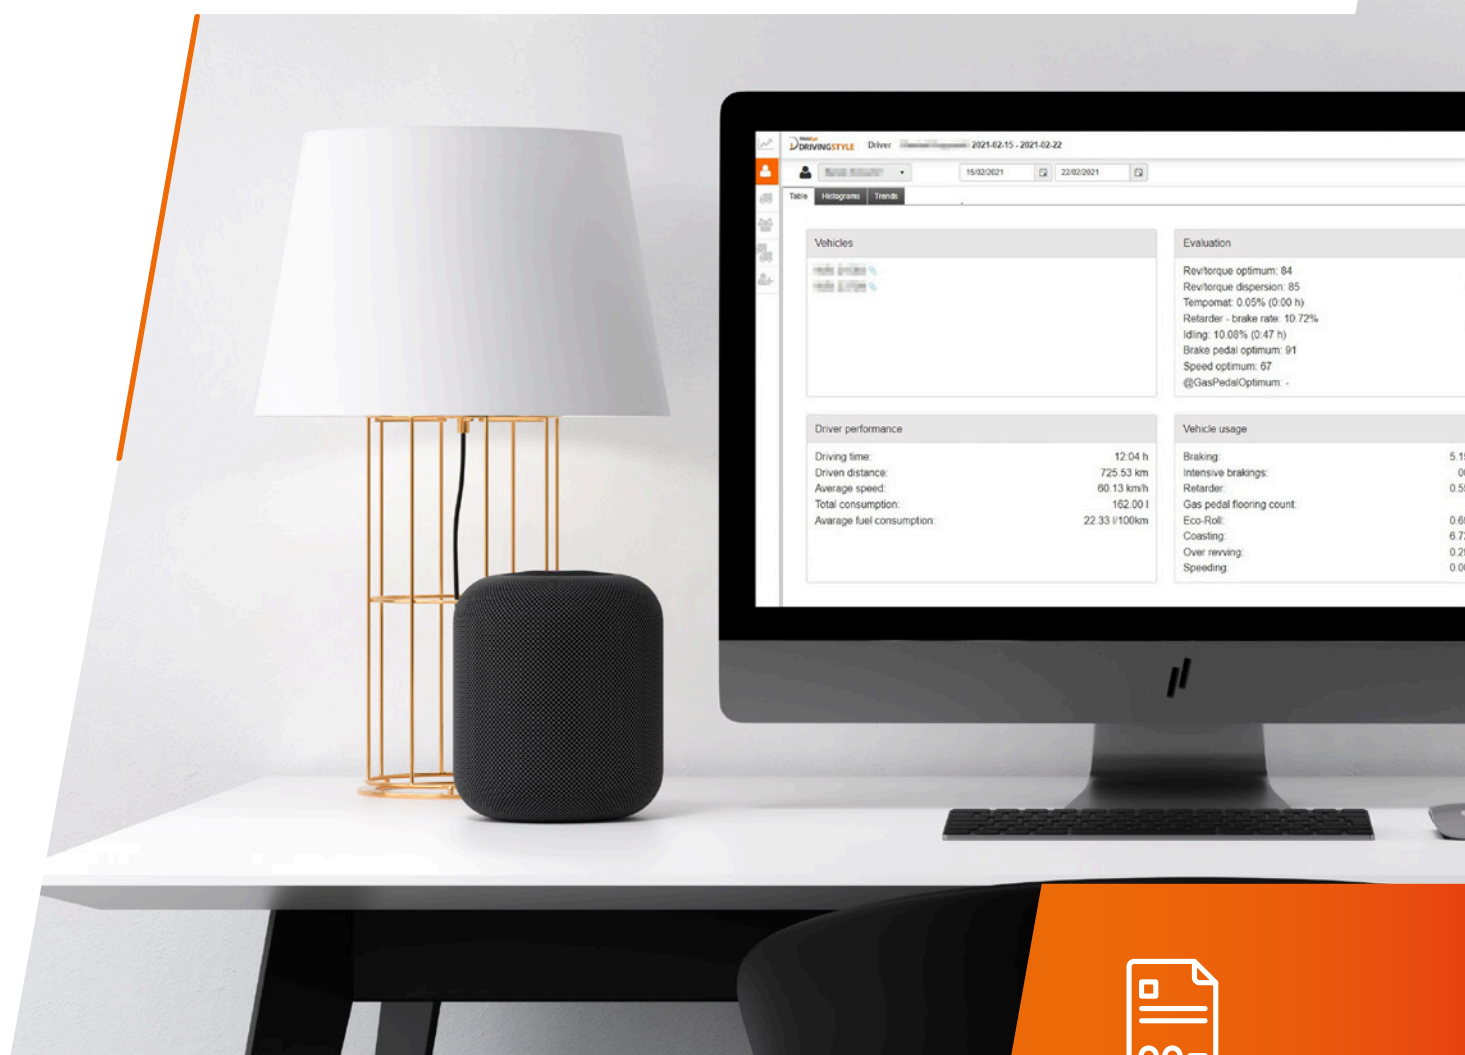 WebEye
DRIVINGSTYLE Driver 2021-02-15 - 2021-02-22
15/02/2021 22/02/2021
Table Histograms Trends
Vehicles
Evaluation
Rev/torque optimum: 84
Rev/torque dispersion: 85
Tempomat: 0.05% (0:00 h)
Retarder - brake rate: 10.72%
Idling: 10.08% (0:47 h)
Brake pedal optimum: 91
Speed optimum: 67
@GasPedalOptimum: -
Driver performance
Driving time: 12:04 h
Driven distance: 725.53 km
Average speed: 60.13 km/h
Total consumption: 162.00 l
Avarage fuel consumption: 22.33 l/100km
Vehicle usage
Braking:
Intensive brakings:
Retarder:
Gas pedal flooring count:
Eco-Roll:
Coasting:
Over revving:
Speeding: